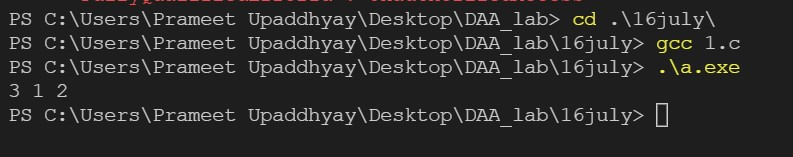 PS C:\Users\Prameet Upaddhyay\Desktop\DAA_lab> cd .\16july\
PS C:\Users\Prameet Upaddhyay\Desktop\DAA_lab\16july> gcc 1.c
PS C:\Users\Prameet Upaddhyay\Desktop\DAA_lab\16july> .\a.exe
3 1 2
PS C:\Users\Prameet Upaddhyay\Desktop\DAA_lab\16july>